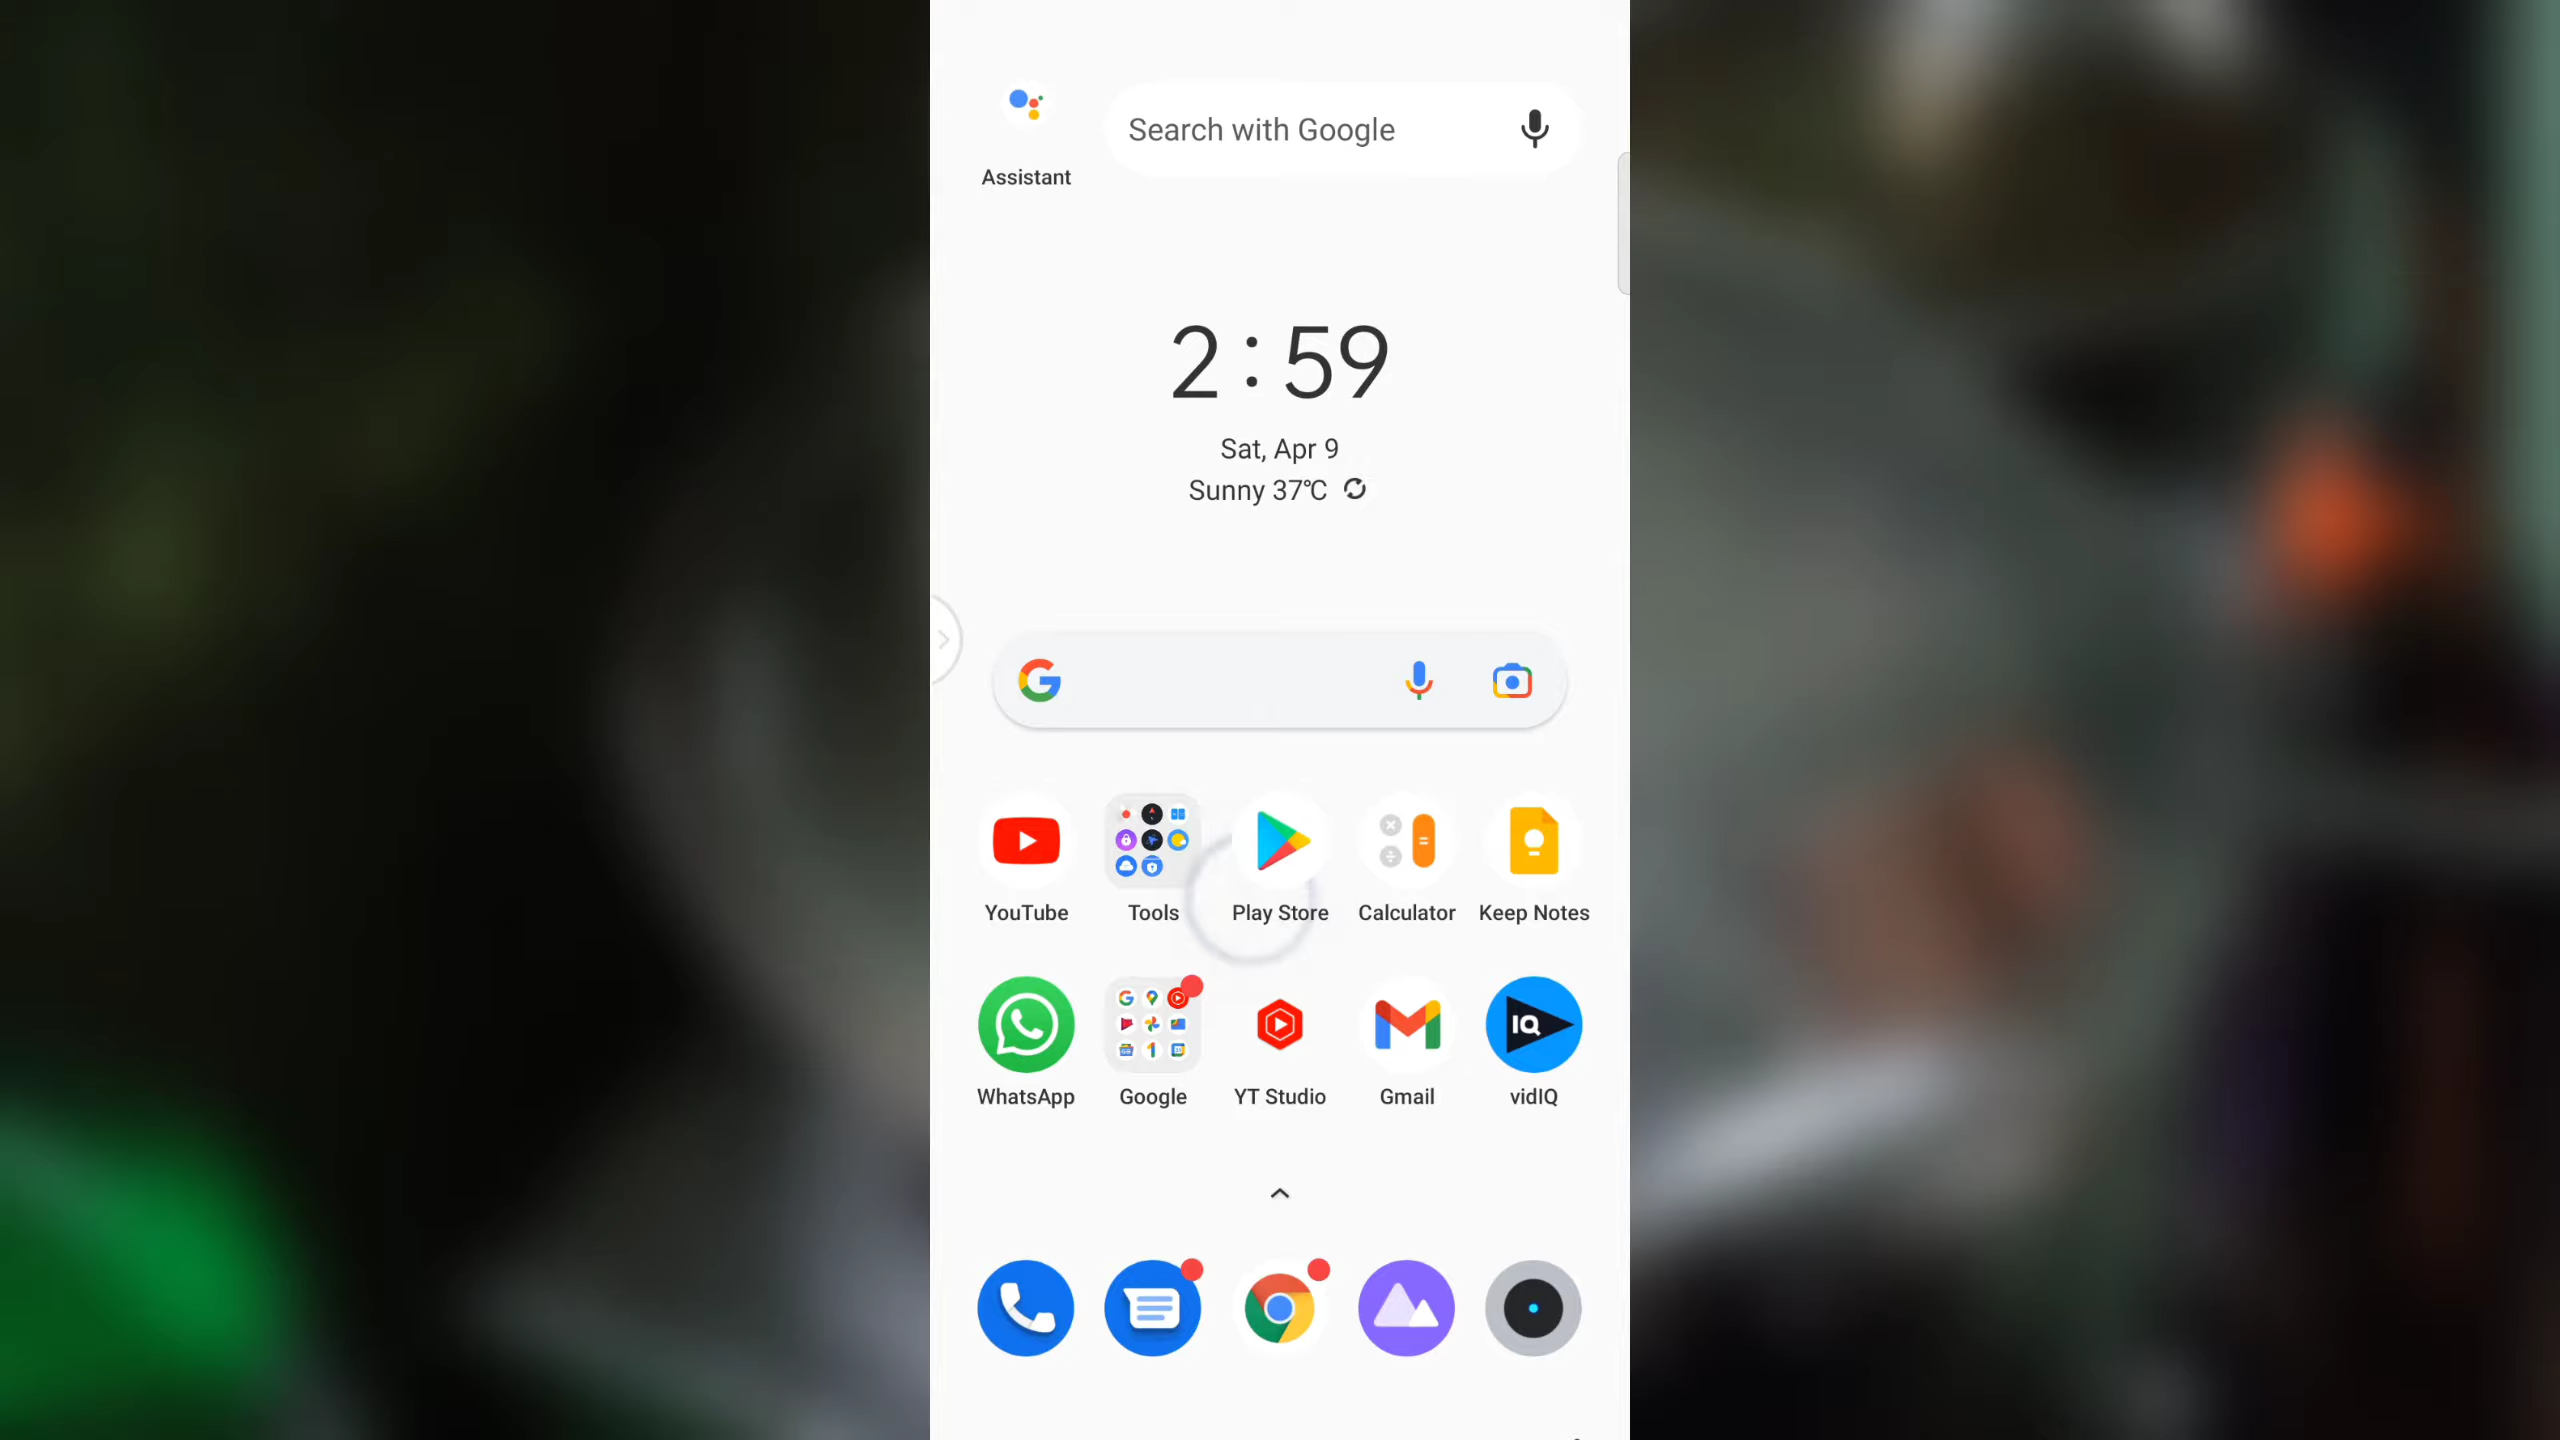 Search with Google
Assistant
2:59
Sat, Apr 9
Sunny 37°C
YouTube
Tools
Play Store
Calculator
Keep Notes
IQ
WhatsApp
Google
YT Studio
Gmail
vidIQ